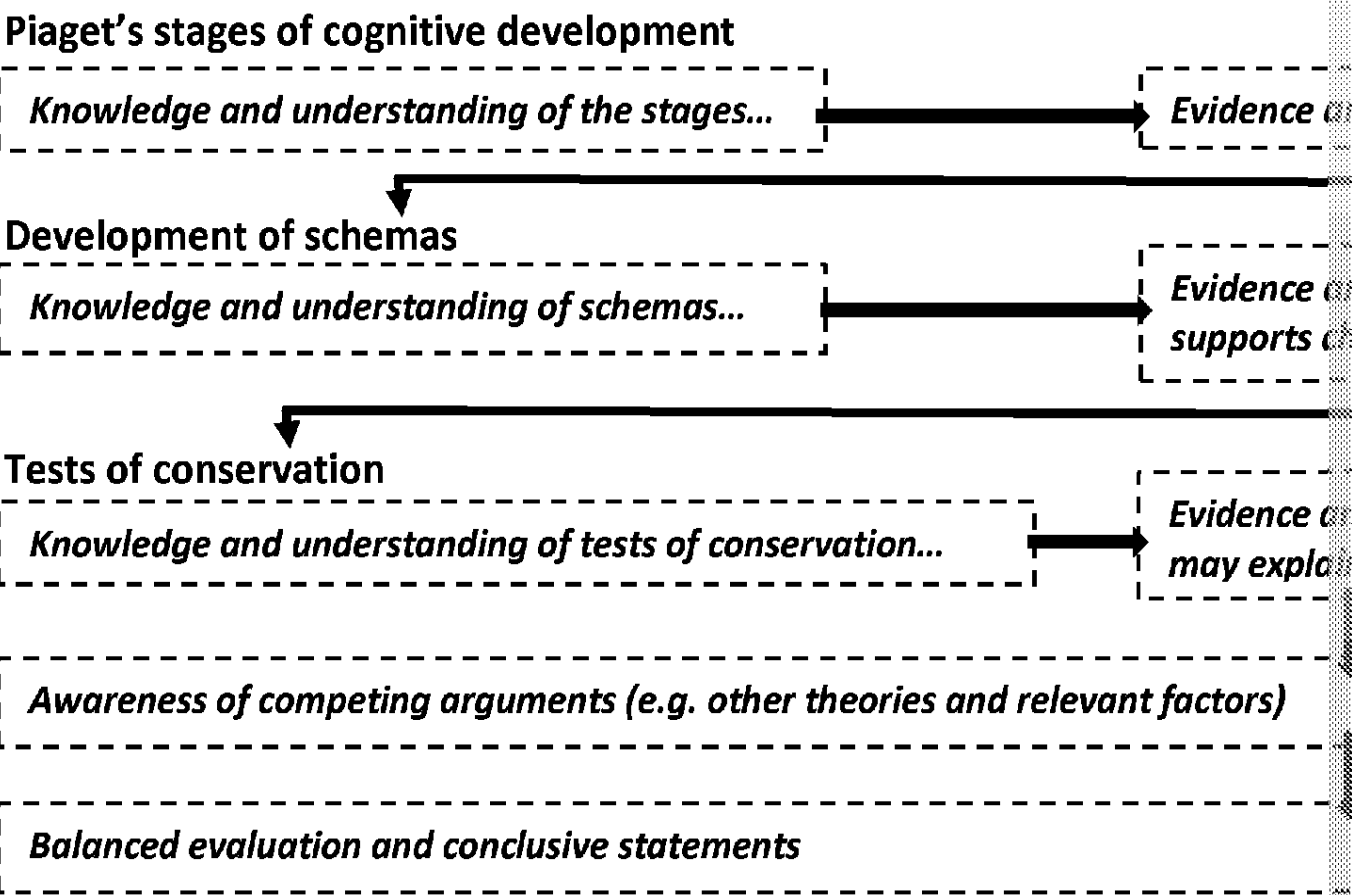 Piaget’s stages of cognitive development
Knowledge and understanding of the stages...
Evidence
Development of schemas
Knowledge and understanding of schemas...
Evidence
supports
Tests of conservation
Knowledge and understanding of tests of conservation...
Evidence
may
Awareness of competing arguments (e.g. other theories and relevant factors)
Balanced evaluation and conclusive statements